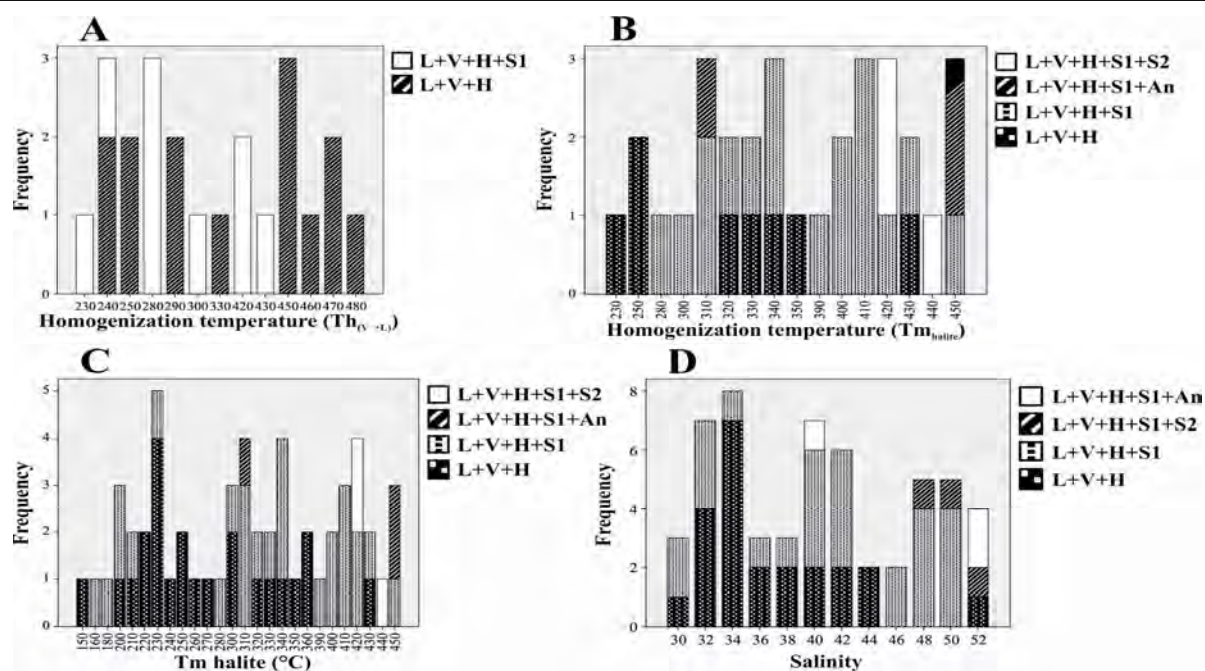 A
3
2
1
0
Frequency
230 240 250 280 290 300 330 420 430 450 460 470 480
Homogenization temperature (Th(V→L))
L+V+H+S1
L+V+H
B
3
2
1
0
Frequency
230 250 280 300 310 320 330 340 350 390 400 410 420 430 440 450
Homogenization temperature (Tm halite)
L+V+H+S1+S2
L+V+H+S1+An
L+V+H+S1
L+V+H
C
5
4
3
2
1
0
Frequency
150 160 180 200 210 220 230 240 250 260 270 280 300 310 320 330 340 350 360 390 400 410 420 430 440 450
Tm halite (°C)
L+V+H+S1+S2
L+V+H+S1+An
L+V+H+S1
L+V+H
D
8
6
4
2
0
Frequency
30 32 34 36 38 40 42 44 46 48 50 52
Salinity
L+V+H+S1+An
L+V+H+S1+S2
L+V+H+S1
L+V+H